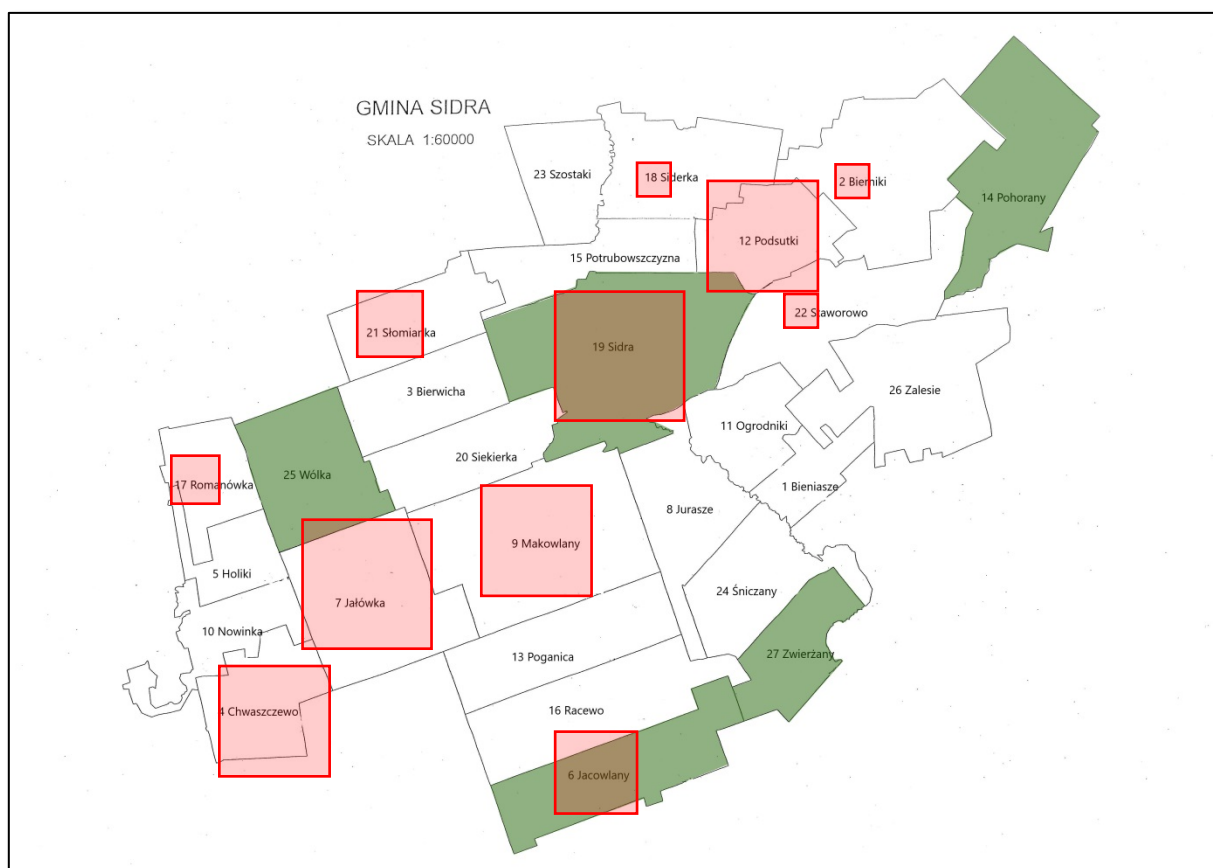 GMINA SIDRA
SKALA 1:60000
23 Szostaki
18 Siderka
2 Bierniki
14 Pohorany
12 Podsutki
15 Potrubowszczyzna
22 Staworowo
21 Słomianka
19 Sidra
3 Bierwicha
26 Zalesie
11 Ogrodniki
20 Siekierka
25 Wólka
17 Romanówka
1 Bieniasze
8 Jurasze
9 Makowlany
5 Holiki
24 Śniczany
7 Jałówka
10 Nowinka
27 Zwierżany
13 Poganica
16 Racewo
4 Chwaszczewo
6 Jacowlany